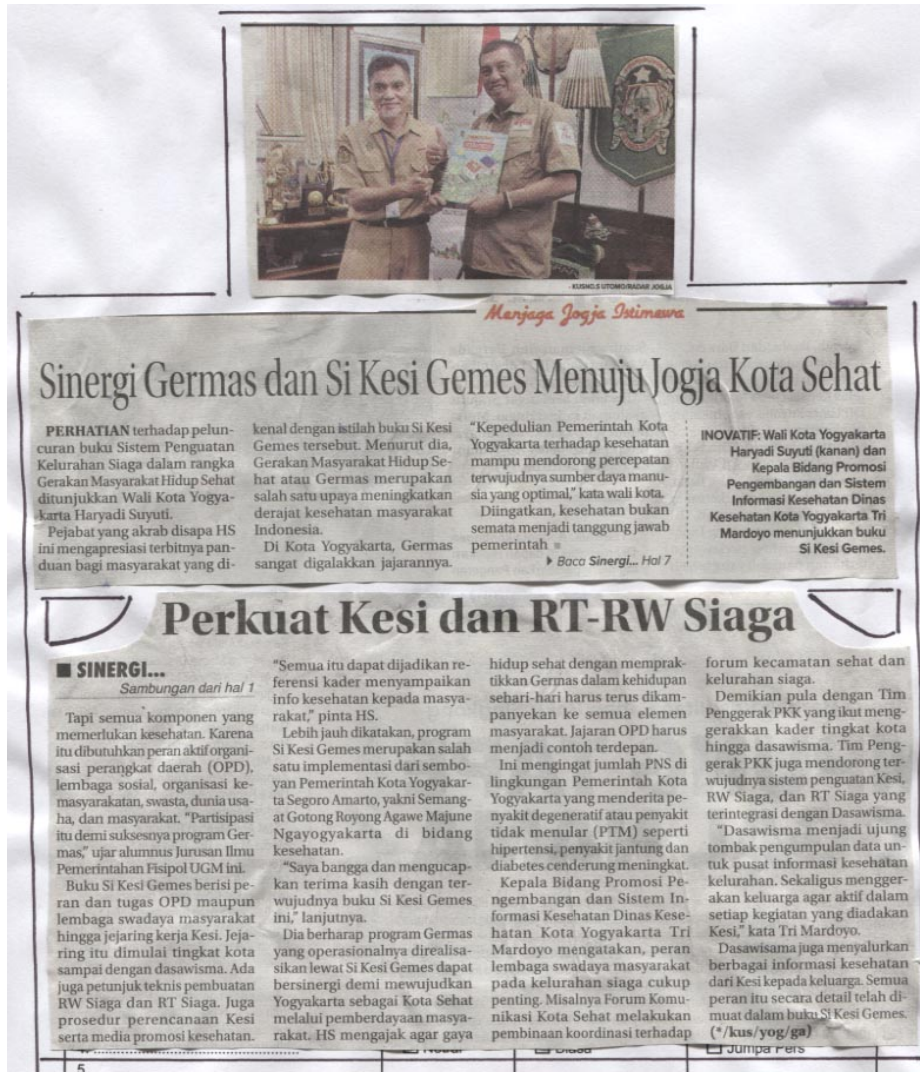 - KUSNO.S UTOMO/RADAR JOGJA
Menjaga Jogja Istimewa
Sinergi Germas dan Si Kesi Gemes Menuju Jogja Kota Sehat
PERHATIAN terhadap pelun-
curan buku Sistem Penguatan
Kelurahan Siaga dalam rangka
Gerakan Masyarakat Hidup Sehat
ditunjukkan Wali Kota Yogya-
karta Haryadi Suyuti.
Pejabat yang akrab disapa HS
ini mengapresiasi terbitnya pan-
duan bagi masyarakat yang di-
kenal dengan istilah buku Si Kesi
Gemes tersebut. Menurut dia,
Gerakan Masyarakat Hidup Se-
hat atau Germas merupakan
salah satu upaya meningkatkan
derajat kesehatan masyarakat
Indonesia.
Di Kota Yogyakarta, Germas
sangat digalakkan jajarannya.
“Kepedulian Pemerintah Kota
Yogyakarta terhadap kesehatan
mampu mendorong percepatan
terwujudnya sumber daya manu-
sia yang optimal,” kata wali kota.
Diingatkan, kesehatan bukan
semata menjadi tanggung jawab
pemerintah ■
▶ Baca Sinergi... Hal 7
INOVATIF: Wali Kota Yogyakarta
Haryadi Suyuti (kanan) dan
Kepala Bidang Promosi
Pengembangan dan Sistem
Informasi Kesehatan Dinas
Kesehatan Kota Yogyakarta Tri
Mardoyo menunjukkan buku
Si Kesi Gemes.
Perkuat Kesi dan RT-RW Siaga
■ SINERGI...
Sambungan dari hal 1
Tapi semua komponen yang
memerlukan kesehatan. Karena
itu dibutuhkan peran aktif organi-
sasi perangkat daerah (OPD),
lembaga sosial, organisasi ke-
masyarakatan, swasta, dunia usa-
ha, dan masyarakat. “Partisipasi
itu demi suksesnya program Ger-
mas,” ujar alumnus Jurusan Ilmu
Pemerintahan Fisipol UGM ini.
Buku Si Kesi Gemes berisi pe-
ran dan tugas OPD maupun
lembaga swadaya masyarakat
hingga jejaring kerja Kesi. Jeja-
ring itu dimulai tingkat kota
sampai dengan dasawisma. Ada
juga petunjuk teknis pembuatan
RW Siaga dan RT Siaga. Juga
prosedur perencanaan Kesi
serta media promosi kesehatan.
“Semua itu dapat dijadikan re-
ferensi kader menyampaikan
info kesehatan kepada masya-
rakat,” pinta HS.
Lebih jauh dikatakan, program
Si Kesi Gemes merupakan salah
satu implementasi dari sembo-
yan Pemerintah Kota Yogyakar-
ta Segoro Amarto, yakni Semang-
at Gotong Royong Agawe Majune
Ngayogyakarta di bidang
kesehatan.
“Saya bangga dan mengucap-
kan terima kasih dengan ter-
wujudnya buku Si Kesi Gemes
ini,” lanjutnya.
Dia berharap program Germas
yang operasionalnya direalisa-
sikan lewat Si Kesi Gemes dapat
bersinergi demi mewujudkan
Yogyakarta sebagai Kota Sehat
melalui pemberdayaan masya-
rakat. HS mengajak agar gaya
hidup sehat dengan memprak-
tikkan Germas dalam kehidupan
sehari-hari harus terus dikam-
panyekan ke semua elemen
masyarakat. Jajaran OPD harus
menjadi contoh terdepan.
Ini mengingat jumlah PNS di
lingkungan Pemerintah Kota
Yogyakarta yang menderita pe-
nyakit degeneratif atau penyakit
tidak menular (PTM) seperti
hipertensi, penyakit jantung dan
diabetes cenderung meningkat.
Kepala Bidang Promosi Pe-
ngembangan dan Sistem In-
formasi Kesehatan Dinas Kese-
hatan Kota Yogyakarta Tri
Mardoyo mengatakan, peran
lembaga swadaya masyarakat
pada kelurahan siaga cukup
penting. Misalnya Forum Komu-
nikasi Kota Sehat melakukan
pembinaan koordinasi terhadap
forum kecamatan sehat dan
kelurahan siaga.
Demikian pula dengan Tim
Penggerak PKK yang ikut meng-
gerakkan kader tingkat kota
hingga dasawisma. Tim Peng-
gerak PKK juga mendorong ter-
wujudnya sistem penguatan Kesi,
RW Siaga, dan RT Siaga yang
terintegrasi dengan Dasawisma.
“Dasawisma menjadi ujung
tombak pengumpulan data un-
tuk pusat informasi kesehatan
kelurahan. Sekaligus mengger-
akan keluarga agar aktif dalam
setiap kegiatan yang diadakan
Kesi,” kata Tri Mardoyo.
Dasawisama juga menyalurkan
berbagai informasi kesehatan
dari Kesi kepada keluarga. Semua
peran itu secara detail telah di-
muat dalam buku Si Kesi Gemes.
(*/kus/yog/ga)
Jumpa Pers
5